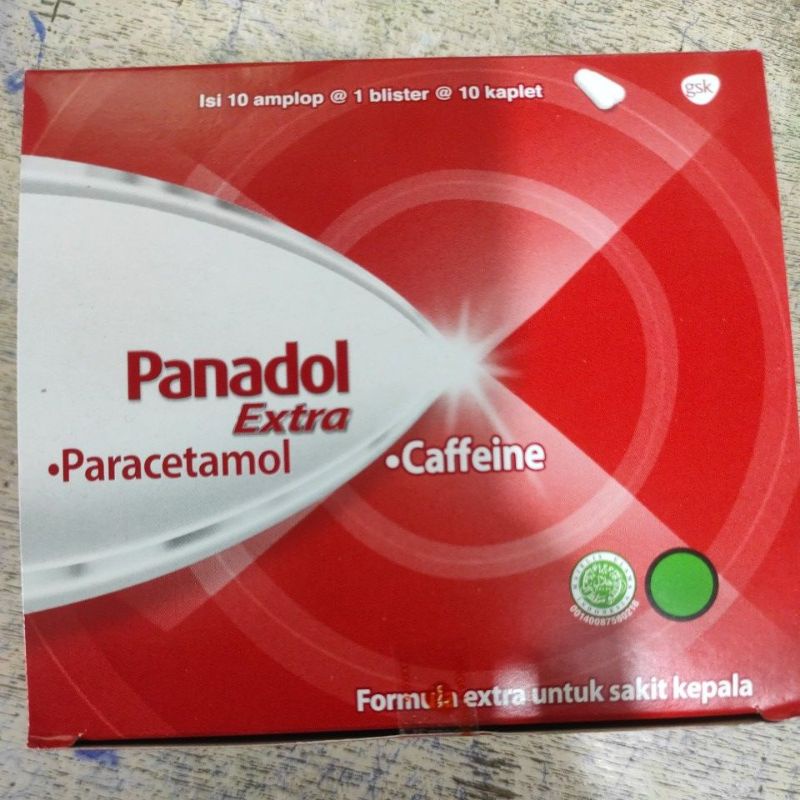 Isi 10 amplop @ 1 blister @ 10 kaplet
gsk
Panadol
Extra
•Paracetamol
•Caffeine
Formula extra untuk sakit kepala